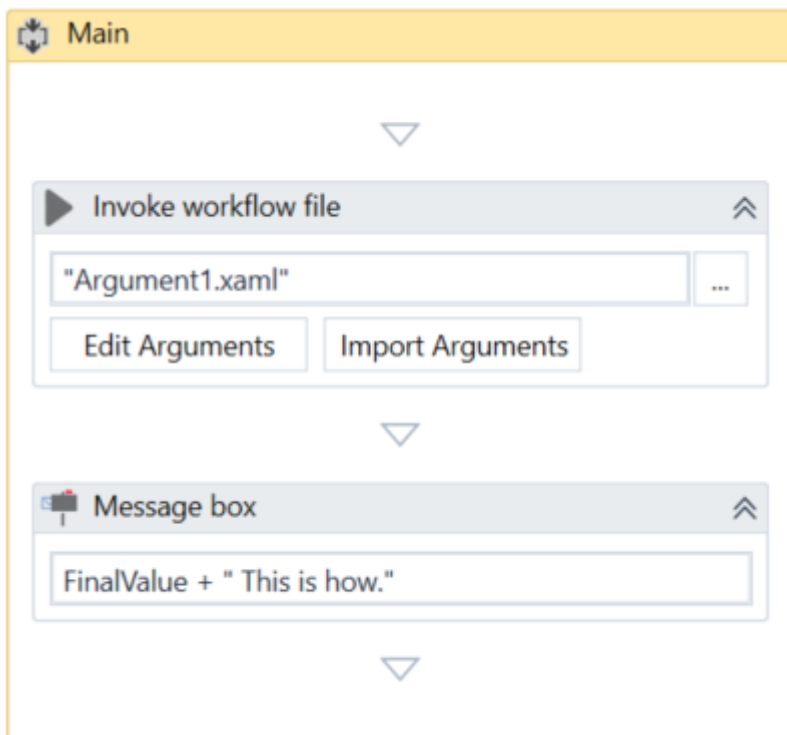 Main
Invoke workflow file
"Argument1.xaml"
...
Edit Arguments
Import Arguments
Message box
FinalValue + " This is how."